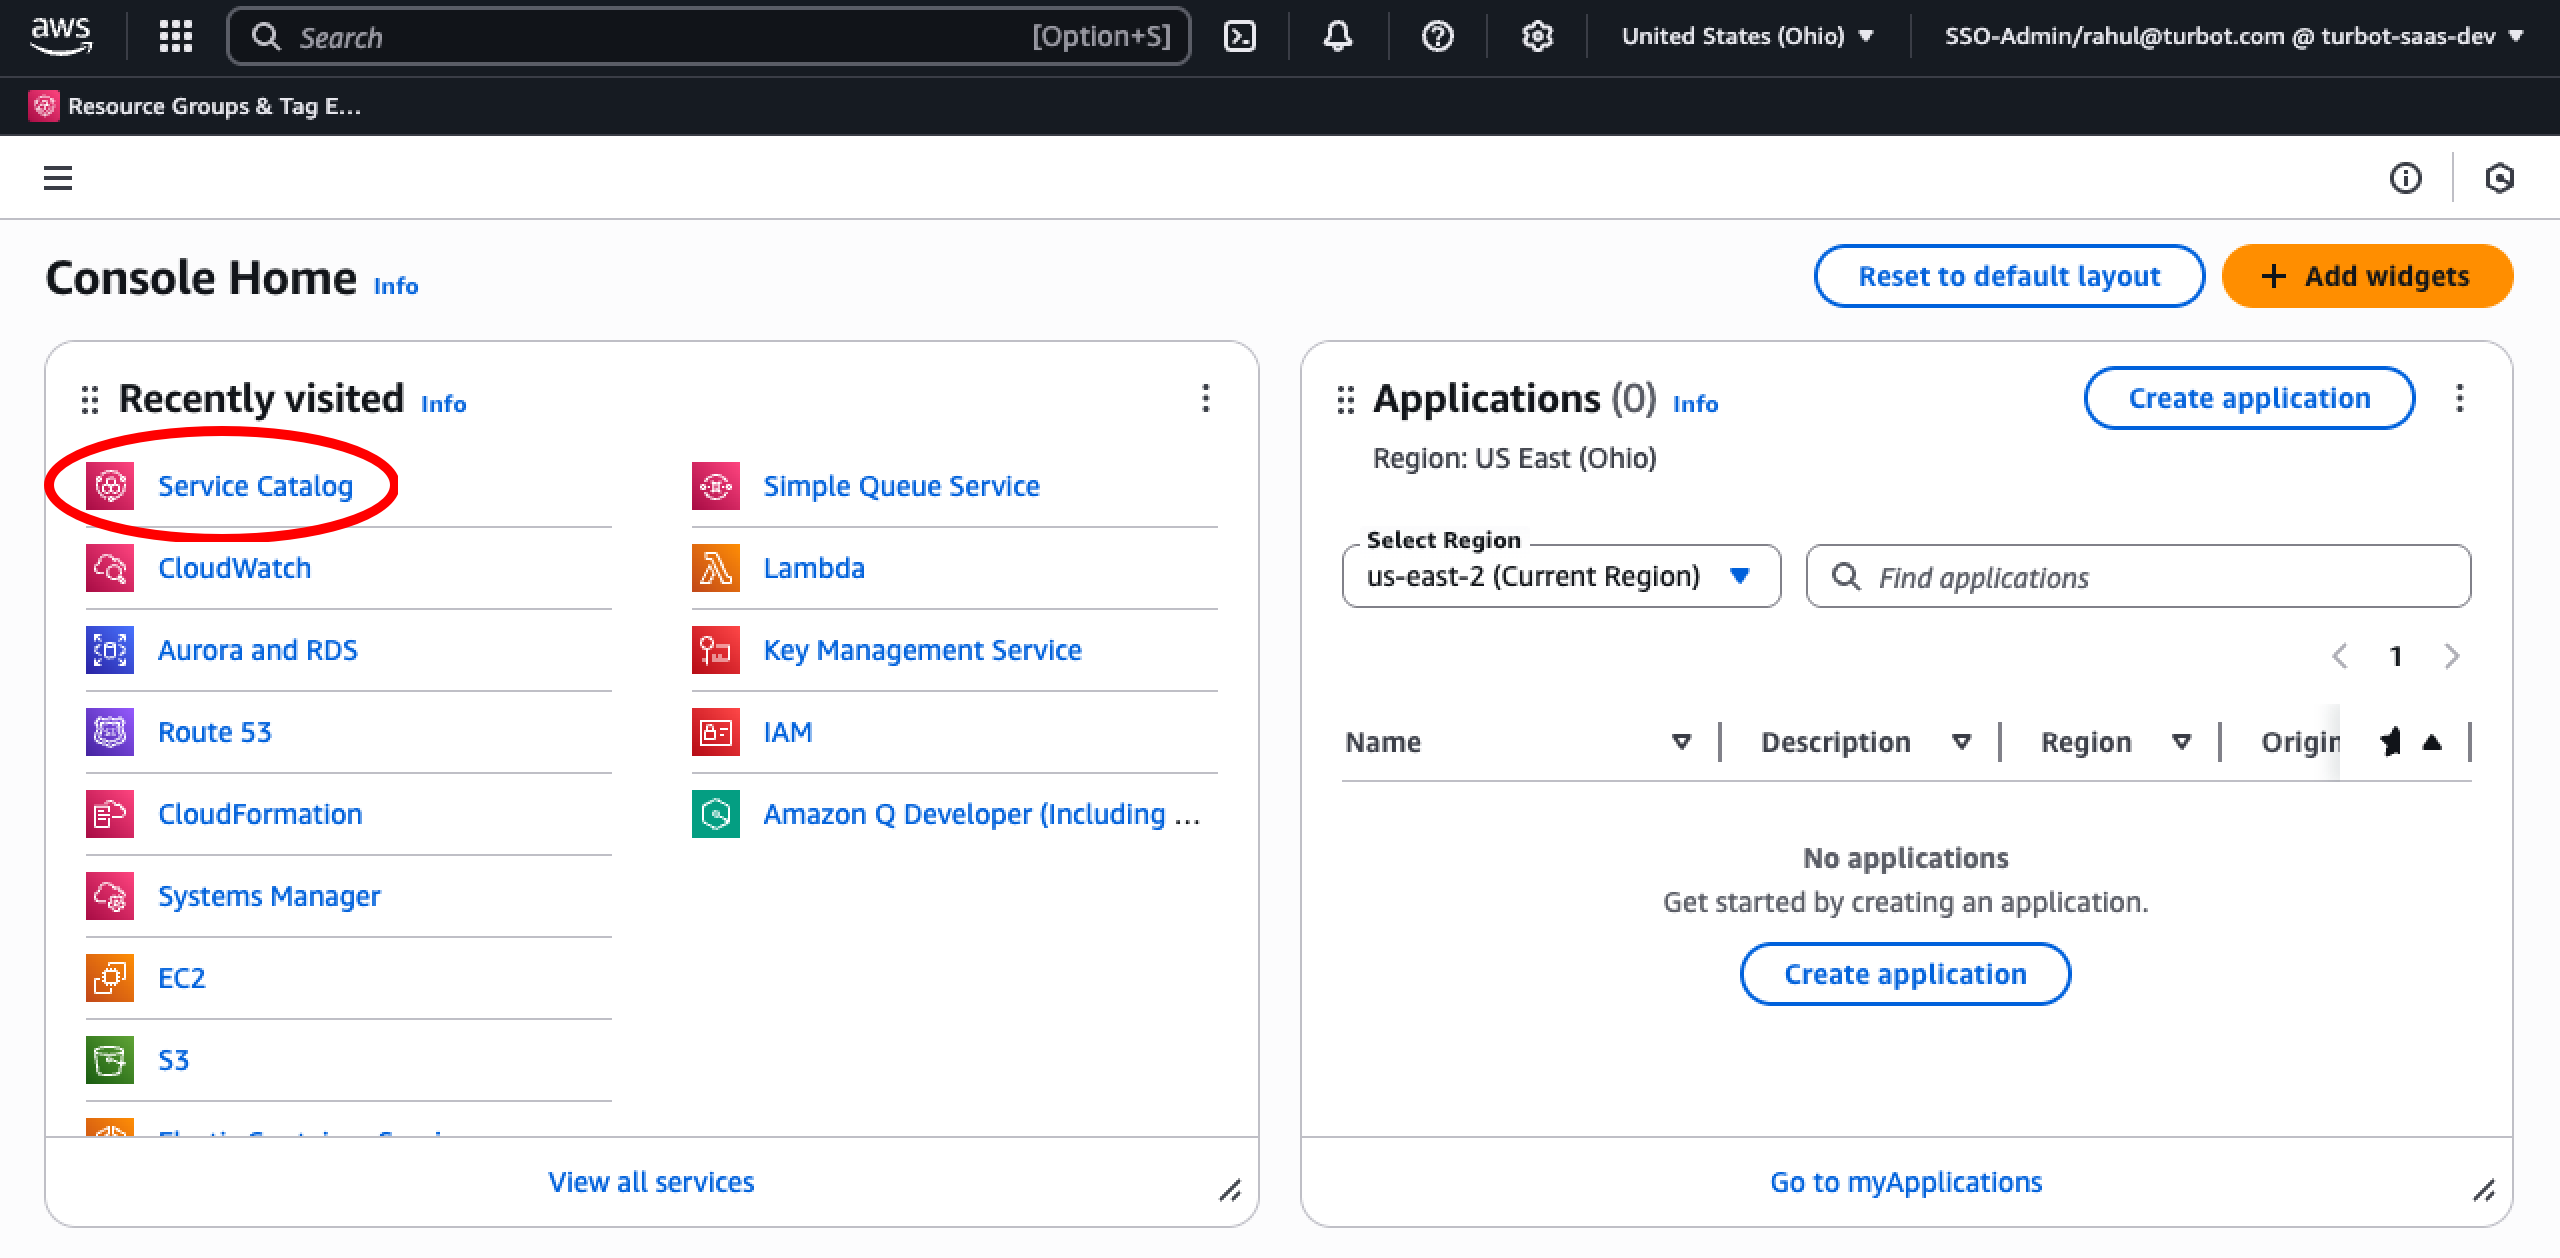 aws
Search [Option+S]
United States (Ohio)
SSO-Admin/rahul@turbot.com @ turbot-saas-dev
Resource Groups & Tag E...
Console Home Info
Reset to default layout
+ Add widgets
Recently visited Info
Service Catalog
CloudWatch
Aurora and RDS
Route 53
CloudFormation
Systems Manager
EC2
S3
Simple Queue Service
Lambda
Key Management Service
IAM
Amazon Q Developer (Including ...
View all services
Applications (0) Info
Create application
Region: US East (Ohio)
Select Region
us-east-2 (Current Region)
Find applications
1
Name Description Region Origin
No applications
Get started by creating an application.
Create application
Go to myApplications